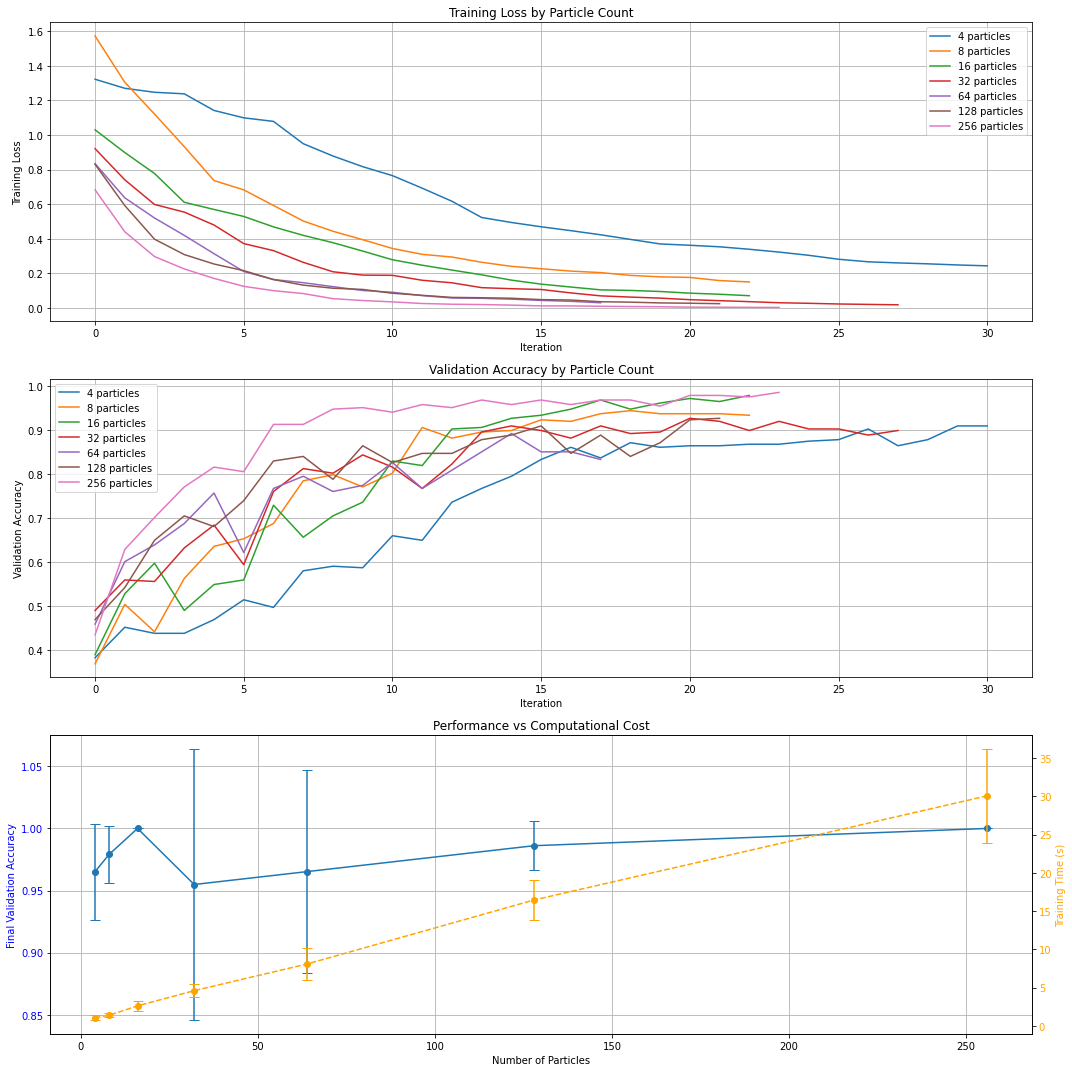 Training Loss by Particle Count
1.6
1.4
1.2
1.0
0.8
0.6
0.4
0.2
0.0
Training Loss
4 particles
8 particles
16 particles
32 particles
64 particles
128 particles
256 particles
0 5 10 15 20 25 30
Iteration
Validation Accuracy by Particle Count
1.0
0.9
0.8
0.7
0.6
0.5
0.4
Validation Accuracy
4 particles
8 particles
16 particles
32 particles
64 particles
128 particles
256 particles
0 5 10 15 20 25 30
Iteration
Performance vs Computational Cost
1.05
1.00
0.95
0.90
0.85
Final Validation Accuracy
35
30
25
20
15
10
5
0
Training Time (s)
0 50 100 150 200 250
Number of Particles